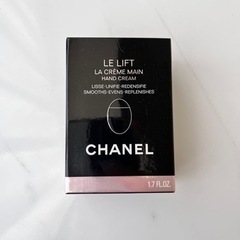 LE LIFT
LA CRÈME MAIN
HAND CREAM
LISSE-UNIFIE-REDENSIFIE
SMOOTHS-EVENS-REPLENISHES
CHANEL
1.7 FL.OZ.